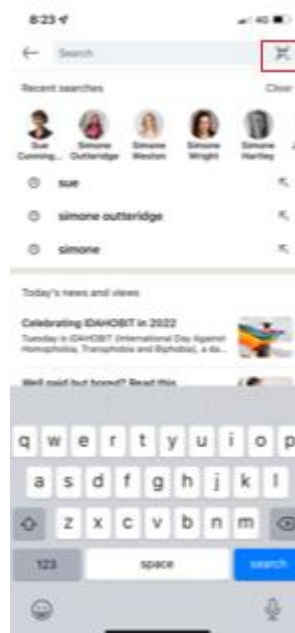 8:23
4G
Search
Recent searches Clear
Sue Cunning...
Simone Outteridge
Simone Weston
Simone Wright
Simone Hartley
sue
simone outteridge
simone
Today's news and views
Celebrating IDAHOBIT in 2022
Tuesday is IDAHOBIT (International Day Against
Homophobia, Transphobia and Biphobia), a da...
Well said but bored? Read this
q w e r t y u i o p
a s d f g h j k l
z x c v b n m
123 space search